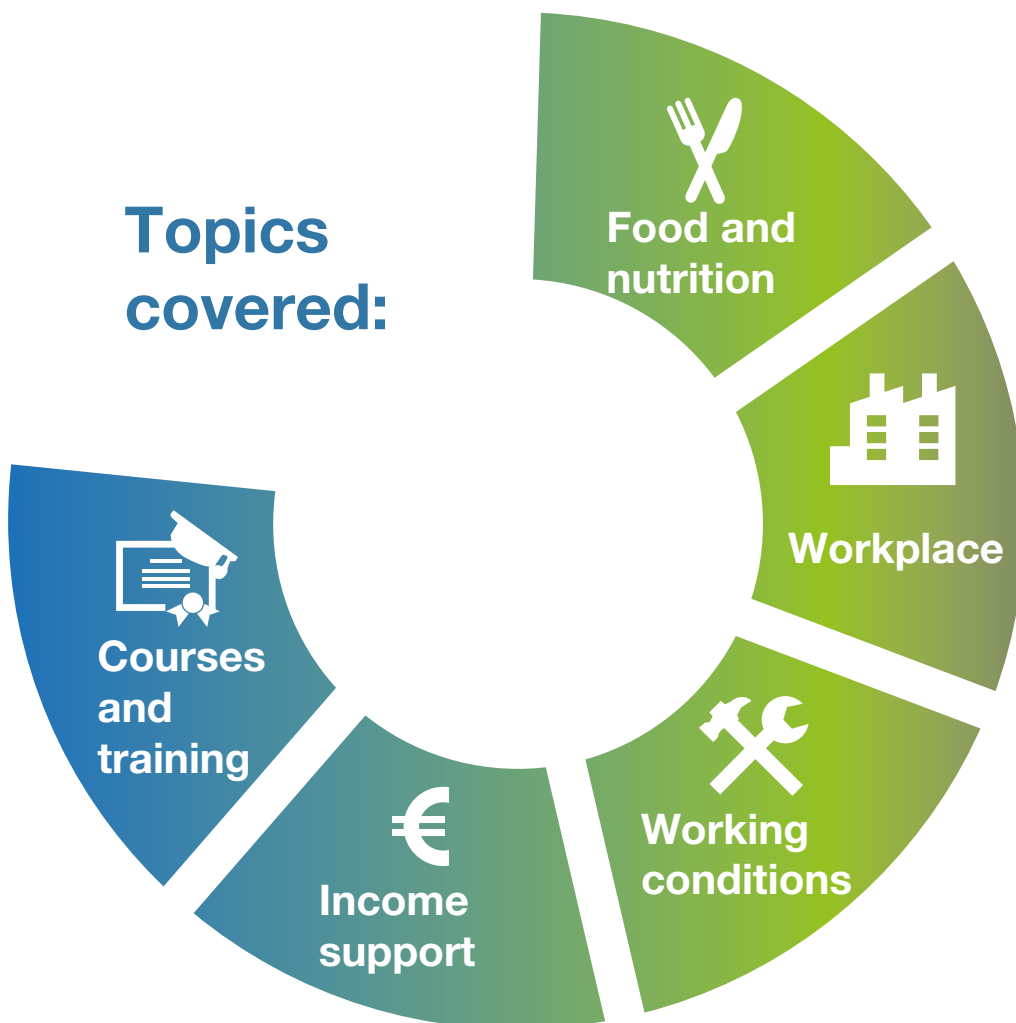 Topics
covered:
Food and
nutrition
Workplace
Working
conditions
Income
support
Courses
and
training